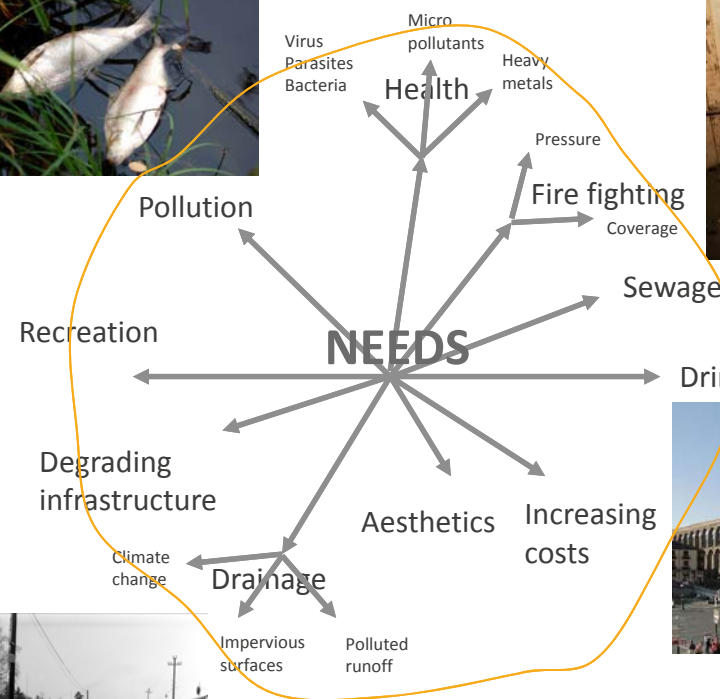 Virus
Parasites
Bacteria
Micro
pollutants
Health
Heavy
metals
Pressure
Fire fighting
Coverage
Pollution
Sewage
Recreation
NEEDS
Degrading
infrastructure
Aesthetics
Increasing
costs
Climate
change
Drainage
Impervious
surfaces
Polluted
runoff